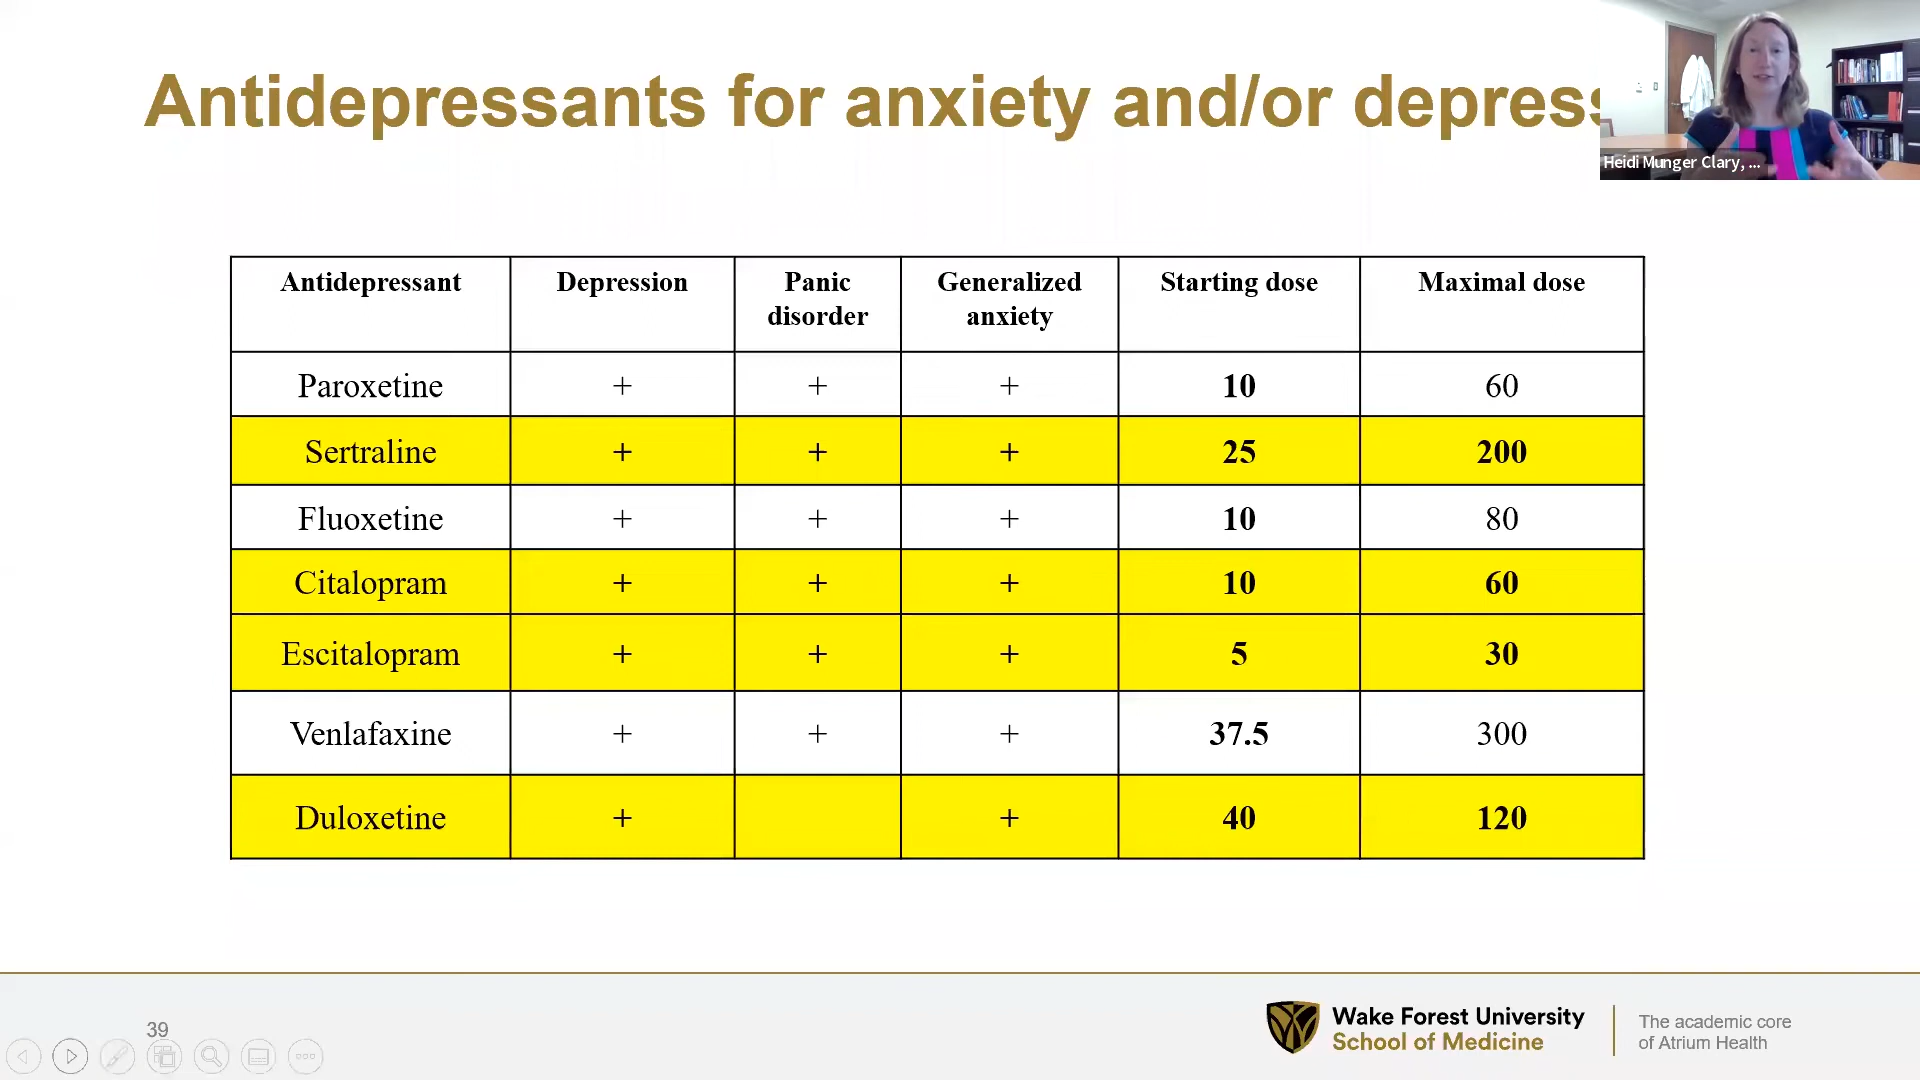 Antidepressants for anxiety and/or depress
Heidi Munger Clary, ...
Antidepressant Depression Panic disorder Generalized anxiety Starting dose Maximal dose
Paroxetine + + + 10 60
Sertraline + + + 25 200
Fluoxetine + + + 10 80
Citalopram + + + 10 60
Escitalopram + + + 5 30
Venlafaxine + + + 37.5 300
Duloxetine + + 40 120
39
Wake Forest University
School of Medicine
The academic core
of Atrium Health